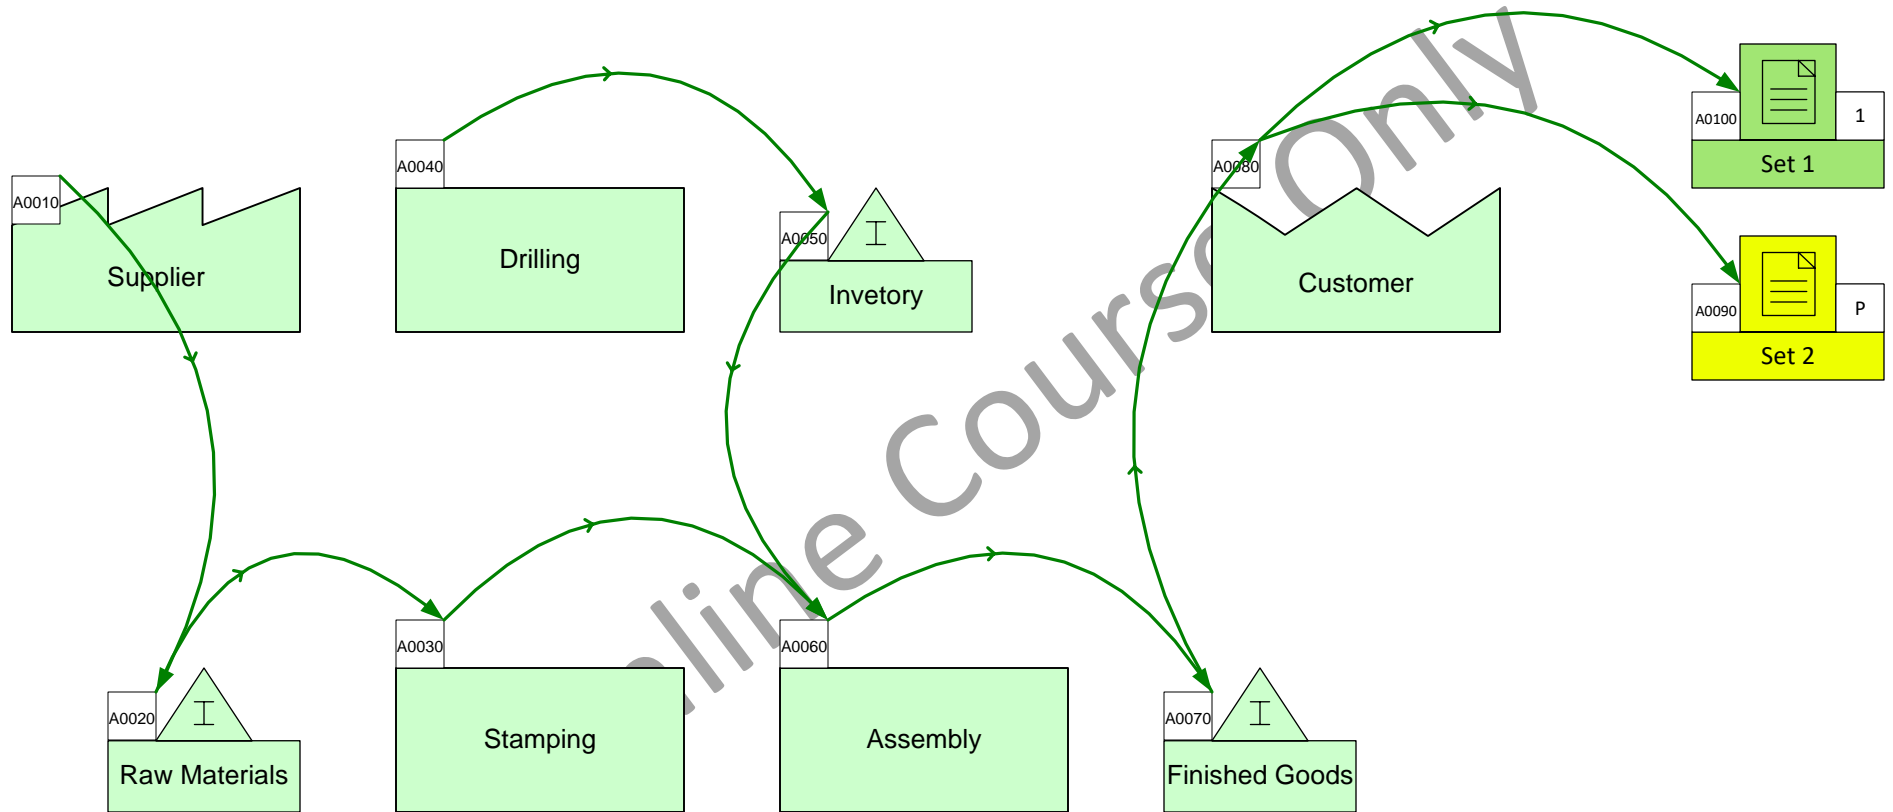 A0010
Supplier
A0040
Drilling
A0050
I
Invetory
A0080
Customer
A0100
1
Set 1
A0090
P
Set 2
A0020
I
Raw Materials
A0030
Stamping
A0060
Assembly
A0070
I
Finished Goods
Online Course Only